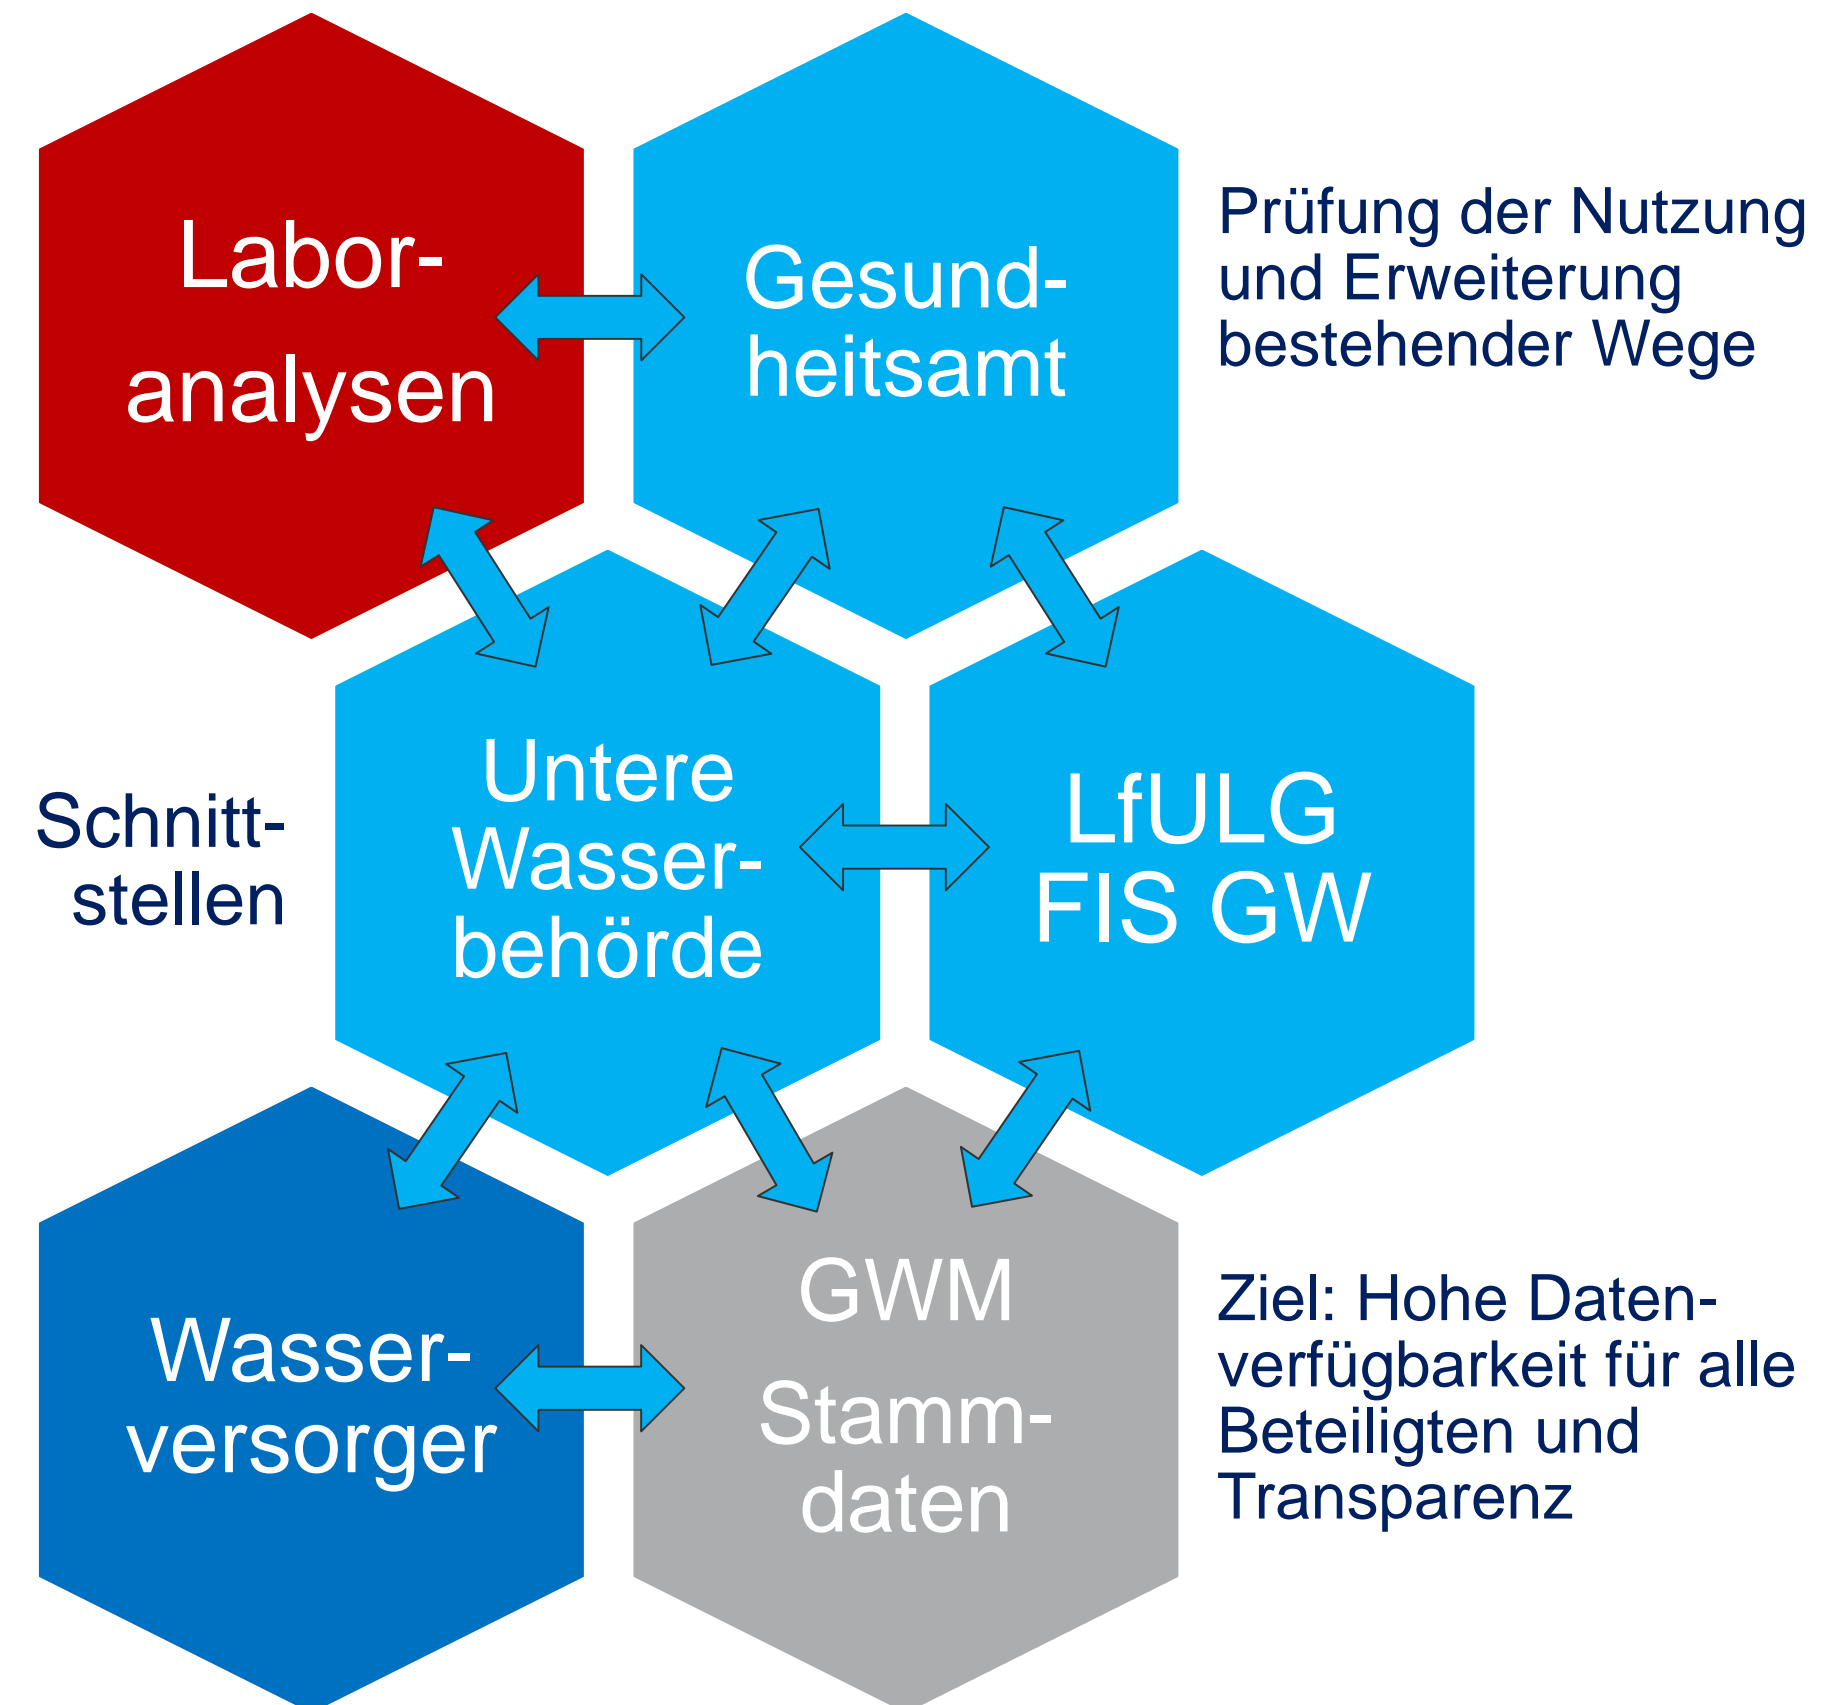 Labor-
analysen
Gesund-
heitsamt
Prüfung der Nutzung
und Erweiterung
bestehender Wege
Schnitt-
stellen
Untere
Wasser-
behörde
LfULG
FIS GW
Wasser-
versorger
GWM
Stamm-
daten
Ziel: Hohe Daten-
verfügbarkeit für alle
Beteiligten und
Transparenz